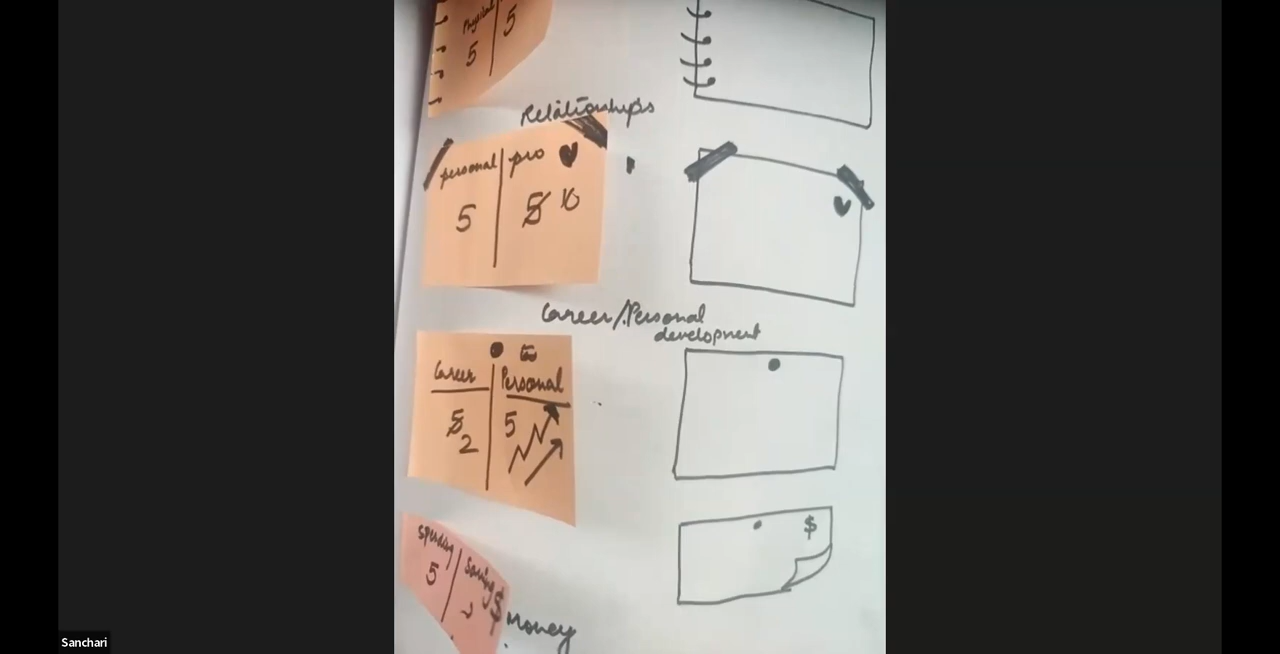 Physical
5 | 5
Relationships
personal | pro
5 | 5 10
Career/Personal
development
Career | Personal
5 | 5
2
Spending | Saving
5 | 2
$
$ Money
Sanchari